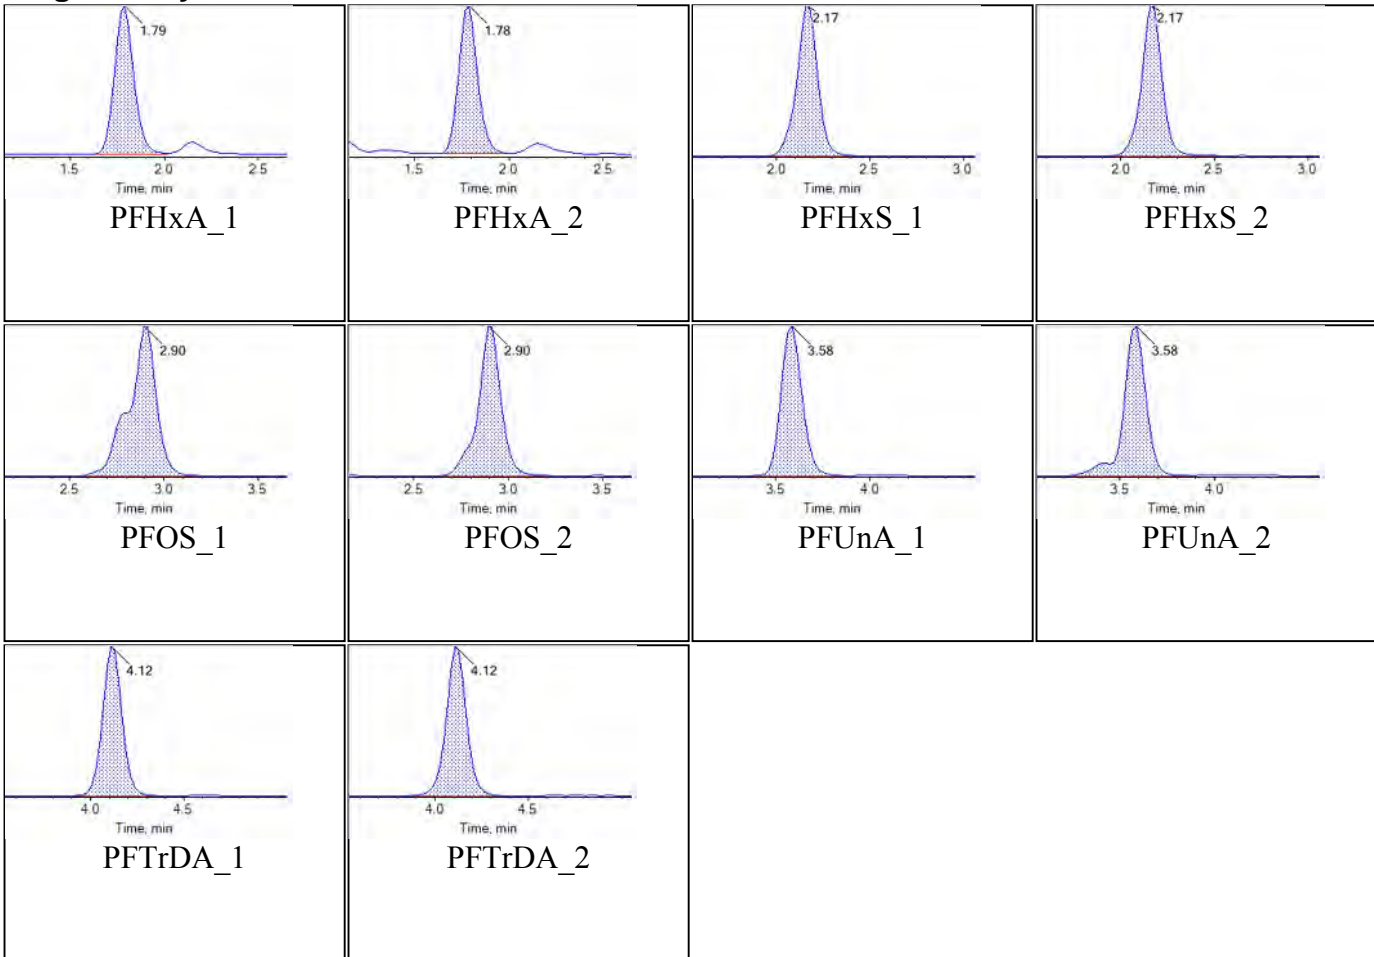 1.79
1.5 2.0 2.5
Time, min
PFHxA_1
1.78
1.5 2.0 2.5
Time, min
PFHxA_2
2.17
2.0 2.5 3.0
Time, min
PFHxS_1
2.17
2.0 2.5 3.0
Time, min
PFHxS_2
2.90
2.5 3.0 3.5
Time, min
PFOS_1
2.90
2.5 3.0 3.5
Time, min
PFOS_2
3.58
3.5 4.0
Time, min
PFUnA_1
3.58
3.5 4.0
Time, min
PFUnA_2
4.12
4.0 4.5
Time, min
PFTrDA_1
4.12
4.0 4.5
Time, min
PFTrDA_2